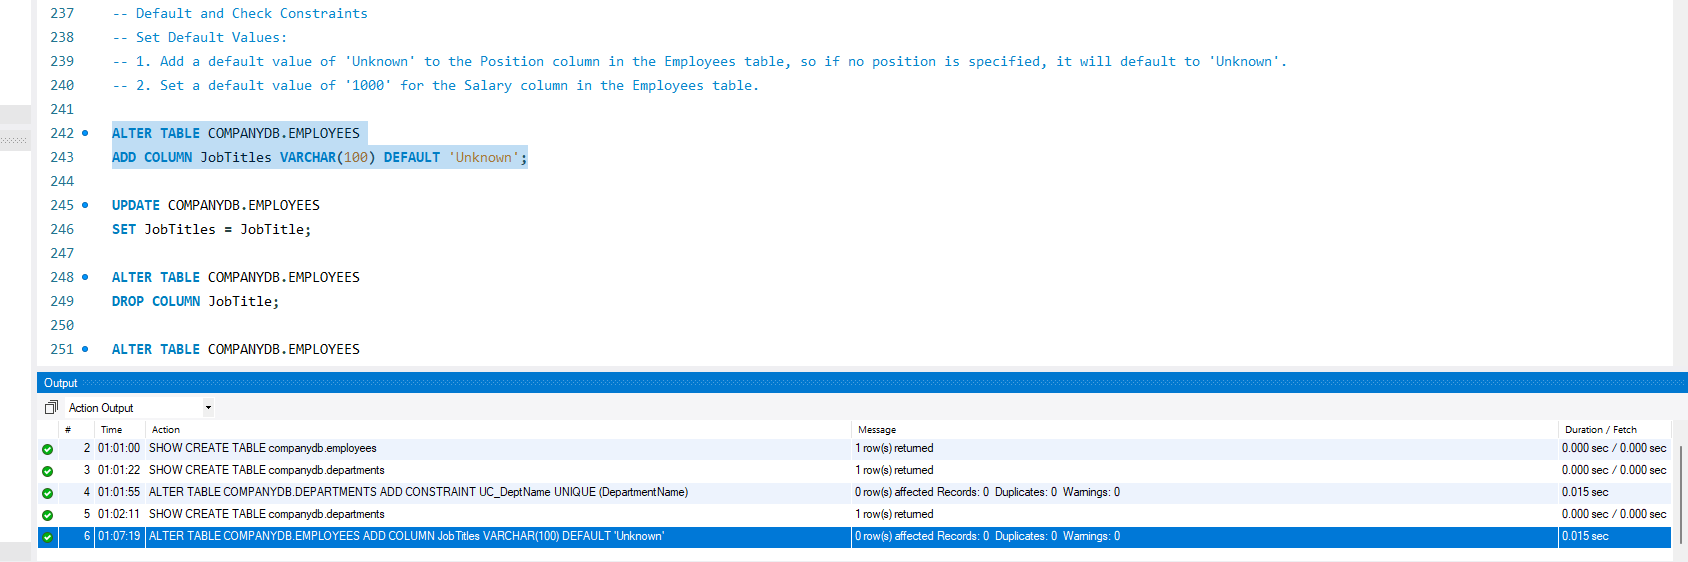 237 -- Default and Check Constraints
238 -- Set Default Values:
239 -- 1. Add a default value of 'Unknown' to the Position column in the Employees table, so if no position is specified, it will default to 'Unknown'.
240 -- 2. Set a default value of '1000' for the Salary column in the Employees table.
241
242 ALTER TABLE COMPANYDB.EMPLOYEES
243 ADD COLUMN JobTitles VARCHAR(100) DEFAULT 'Unknown';
244
245 UPDATE COMPANYDB.EMPLOYEES
246 SET JobTitles = JobTitle;
247
248 ALTER TABLE COMPANYDB.EMPLOYEES
249 DROP COLUMN JobTitle;
250
251 ALTER TABLE COMPANYDB.EMPLOYEES
Output
Action Output
# Time Action Message Duration / Fetch
2 01:01:00 SHOW CREATE TABLE companydb.employees 1 row(s) returned 0.000 sec / 0.000 sec
3 01:01:22 SHOW CREATE TABLE companydb.departments 1 row(s) returned 0.000 sec / 0.000 sec
4 01:01:55 ALTER TABLE COMPANYDB.DEPARTMENTS ADD CONSTRAINT UC_DeptName UNIQUE (DepartmentName) 0 row(s) affected Records: 0 Duplicates: 0 Warnings: 0 0.015 sec
5 01:02:11 SHOW CREATE TABLE companydb.departments 1 row(s) returned 0.000 sec / 0.000 sec
6 01:07:19 ALTER TABLE COMPANYDB.EMPLOYEES ADD COLUMN JobTitles VARCHAR(100) DEFAULT 'Unknown' 0 row(s) affected Records: 0 Duplicates: 0 Warnings: 0 0.015 sec